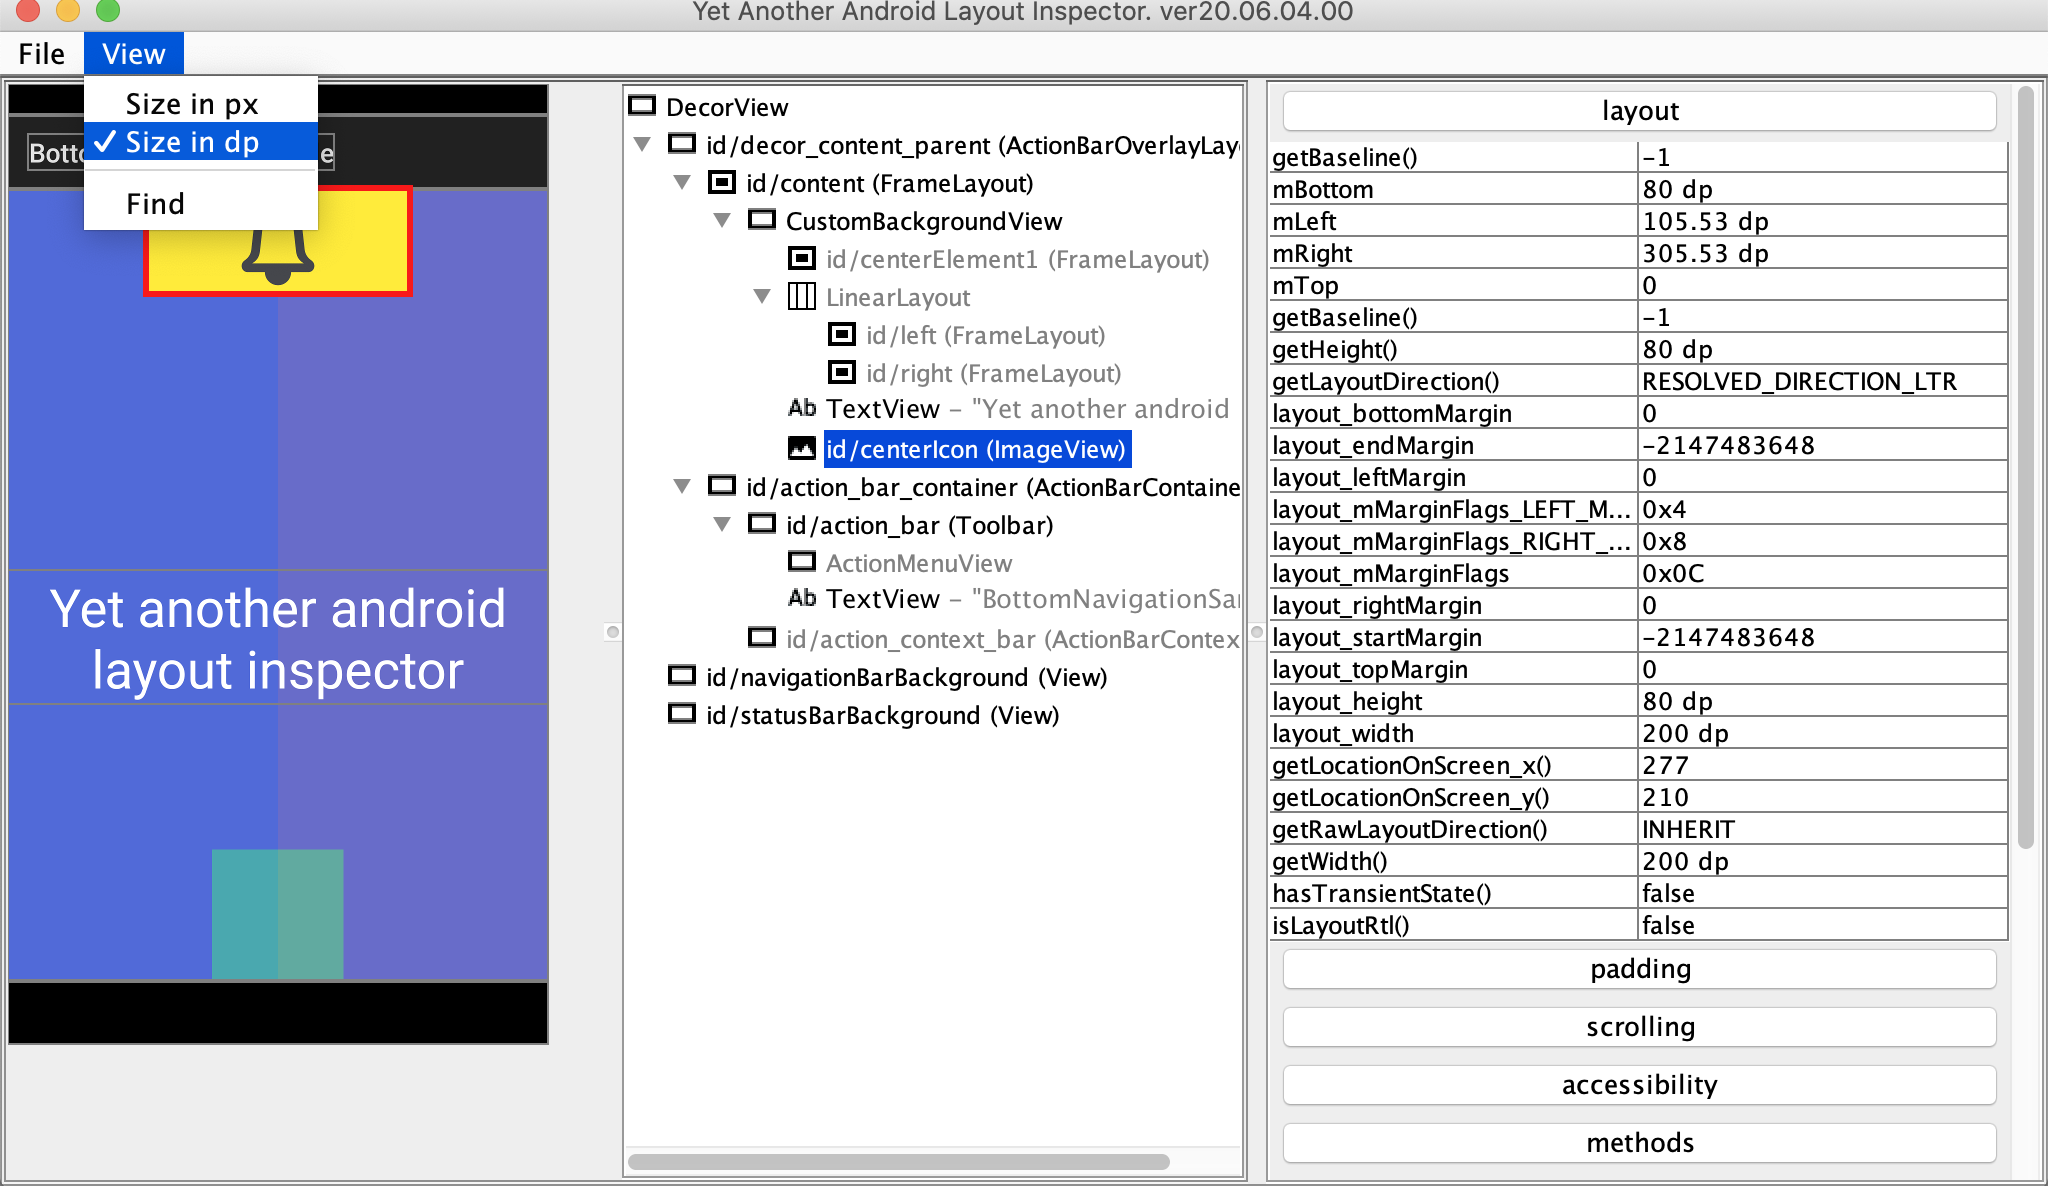 Yet Another Android Layout Inspector. ver20.06.04.00
File View
Size in px
Size in dp
Find
Yet another android
layout inspector
DecorView
id/decor_content_parent (ActionBarOverlayLay
id/content (FrameLayout)
CustomBackgroundView
id/centerElement1 (FrameLayout)
LinearLayout
id/left (FrameLayout)
id/right (FrameLayout)
Ab TextView - "Yet another android
id/centerIcon (ImageView)
id/action_bar_container (ActionBarContaine
id/action_bar (Toolbar)
ActionMenuView
Ab TextView - "BottomNavigationSa
id/action_context_bar (ActionBarContex
id/navigationBarBackground (View)
id/statusBarBackground (View)
layout
getBaseline() -1
mBottom 80 dp
mLeft 105.53 dp
mRight 305.53 dp
mTop 0
getBaseline() -1
getHeight() 80 dp
getLayoutDirection() RESOLVED_DIRECTION_LTR
layout_bottomMargin 0
layout_endMargin -2147483648
layout_leftMargin 0
layout_mMarginFlags_LEFT_M... 0x4
layout_mMarginFlags_RIGHT_... 0x8
layout_mMarginFlags 0x0C
layout_rightMargin 0
layout_startMargin -2147483648
layout_topMargin 0
layout_height 80 dp
layout_width 200 dp
getLocationOnScreen_x() 277
getLocationOnScreen_y() 210
getRawLayoutDirection() INHERIT
getWidth() 200 dp
hasTransientState() false
isLayoutRtl() false
padding
scrolling
accessibility
methods